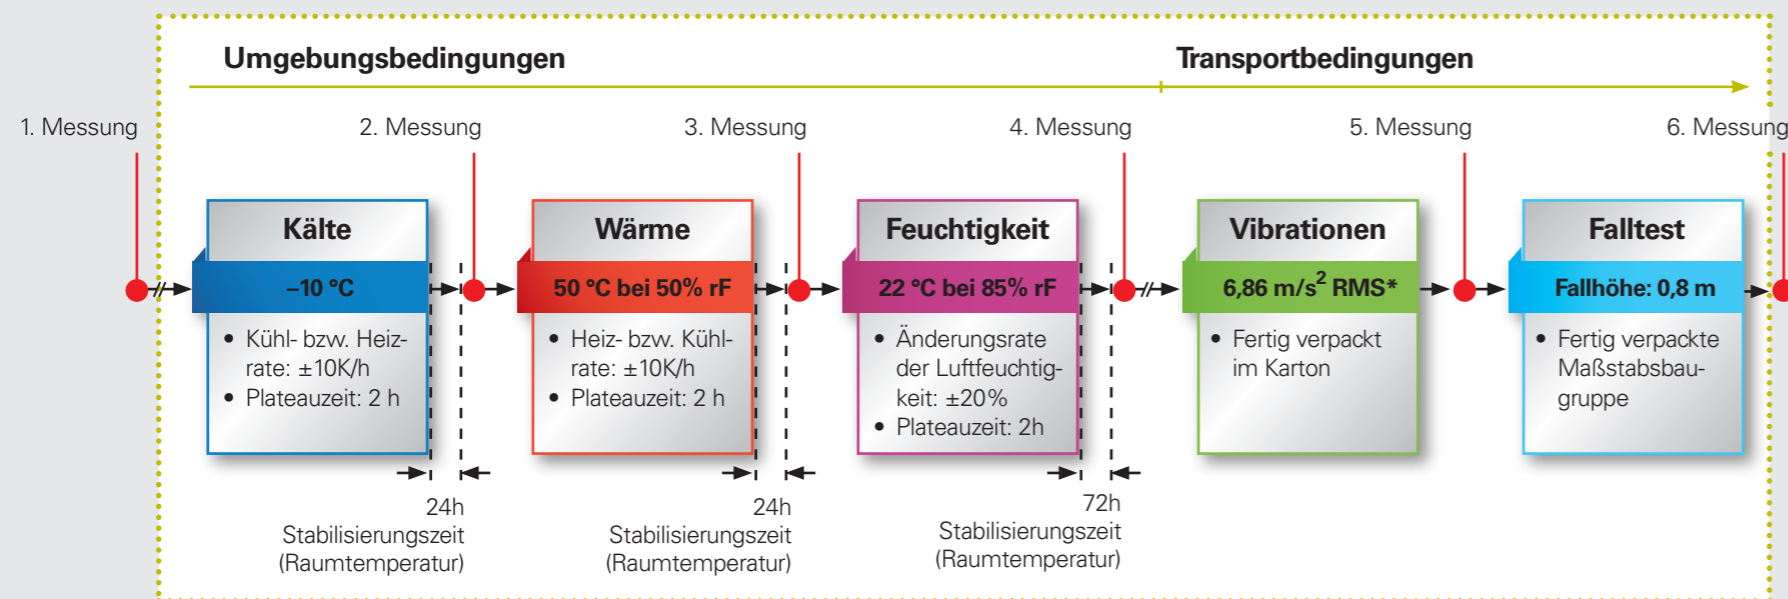 Umgebungsbedingungen
Transportbedingungen
1. Messung
2. Messung
3. Messung
4. Messung
5. Messung
6. Messung
Kälte
–10 °C
• Kühl- bzw. Heiz-
rate: ±10K/h
• Plateauzeit: 2 h
24h
Stabilisierungszeit
(Raumtemperatur)
Wärme
50 °C bei 50% rF
• Heiz- bzw. Kühl-
rate: ±10K/h
• Plateauzeit: 2 h
24h
Stabilisierungszeit
(Raumtemperatur)
Feuchtigkeit
22 °C bei 85% rF
• Änderungsrate
der Luftfeuchtig-
keit: ±20%
• Plateauzeit: 2h
72h
Stabilisierungszeit
(Raumtemperatur)
Vibrationen
6,86 m/s² RMS*
• Fertig verpackt
im Karton
Falltest
Fallhöhe: 0,8 m
• Fertig verpackte
Maßstabsbau-
gruppe